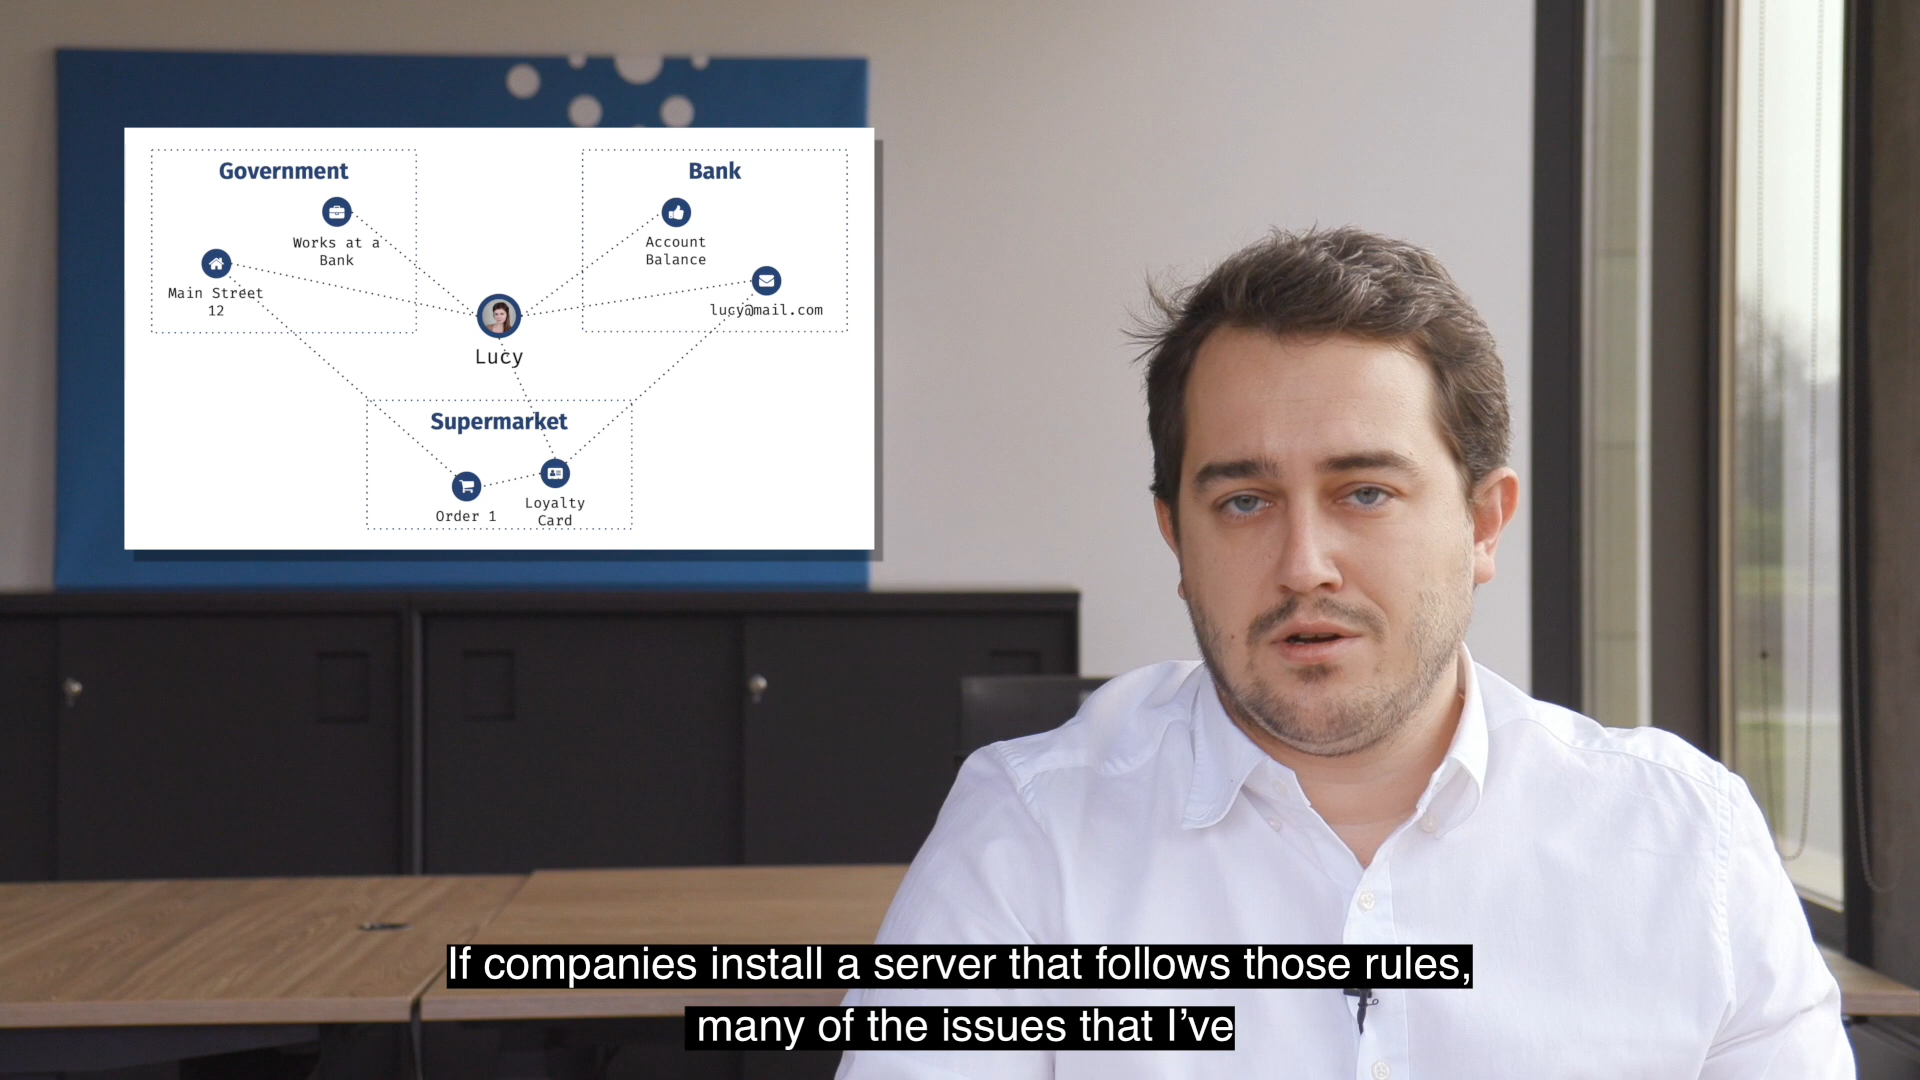 Government
Works at a
Bank
Main Street
12
Bank
Account
Balance
lucy@mail.com
Lucy
Supermarket
Order 1
Loyalty
Card
If companies install a server that follows those rules,
many of the issues that I’ve